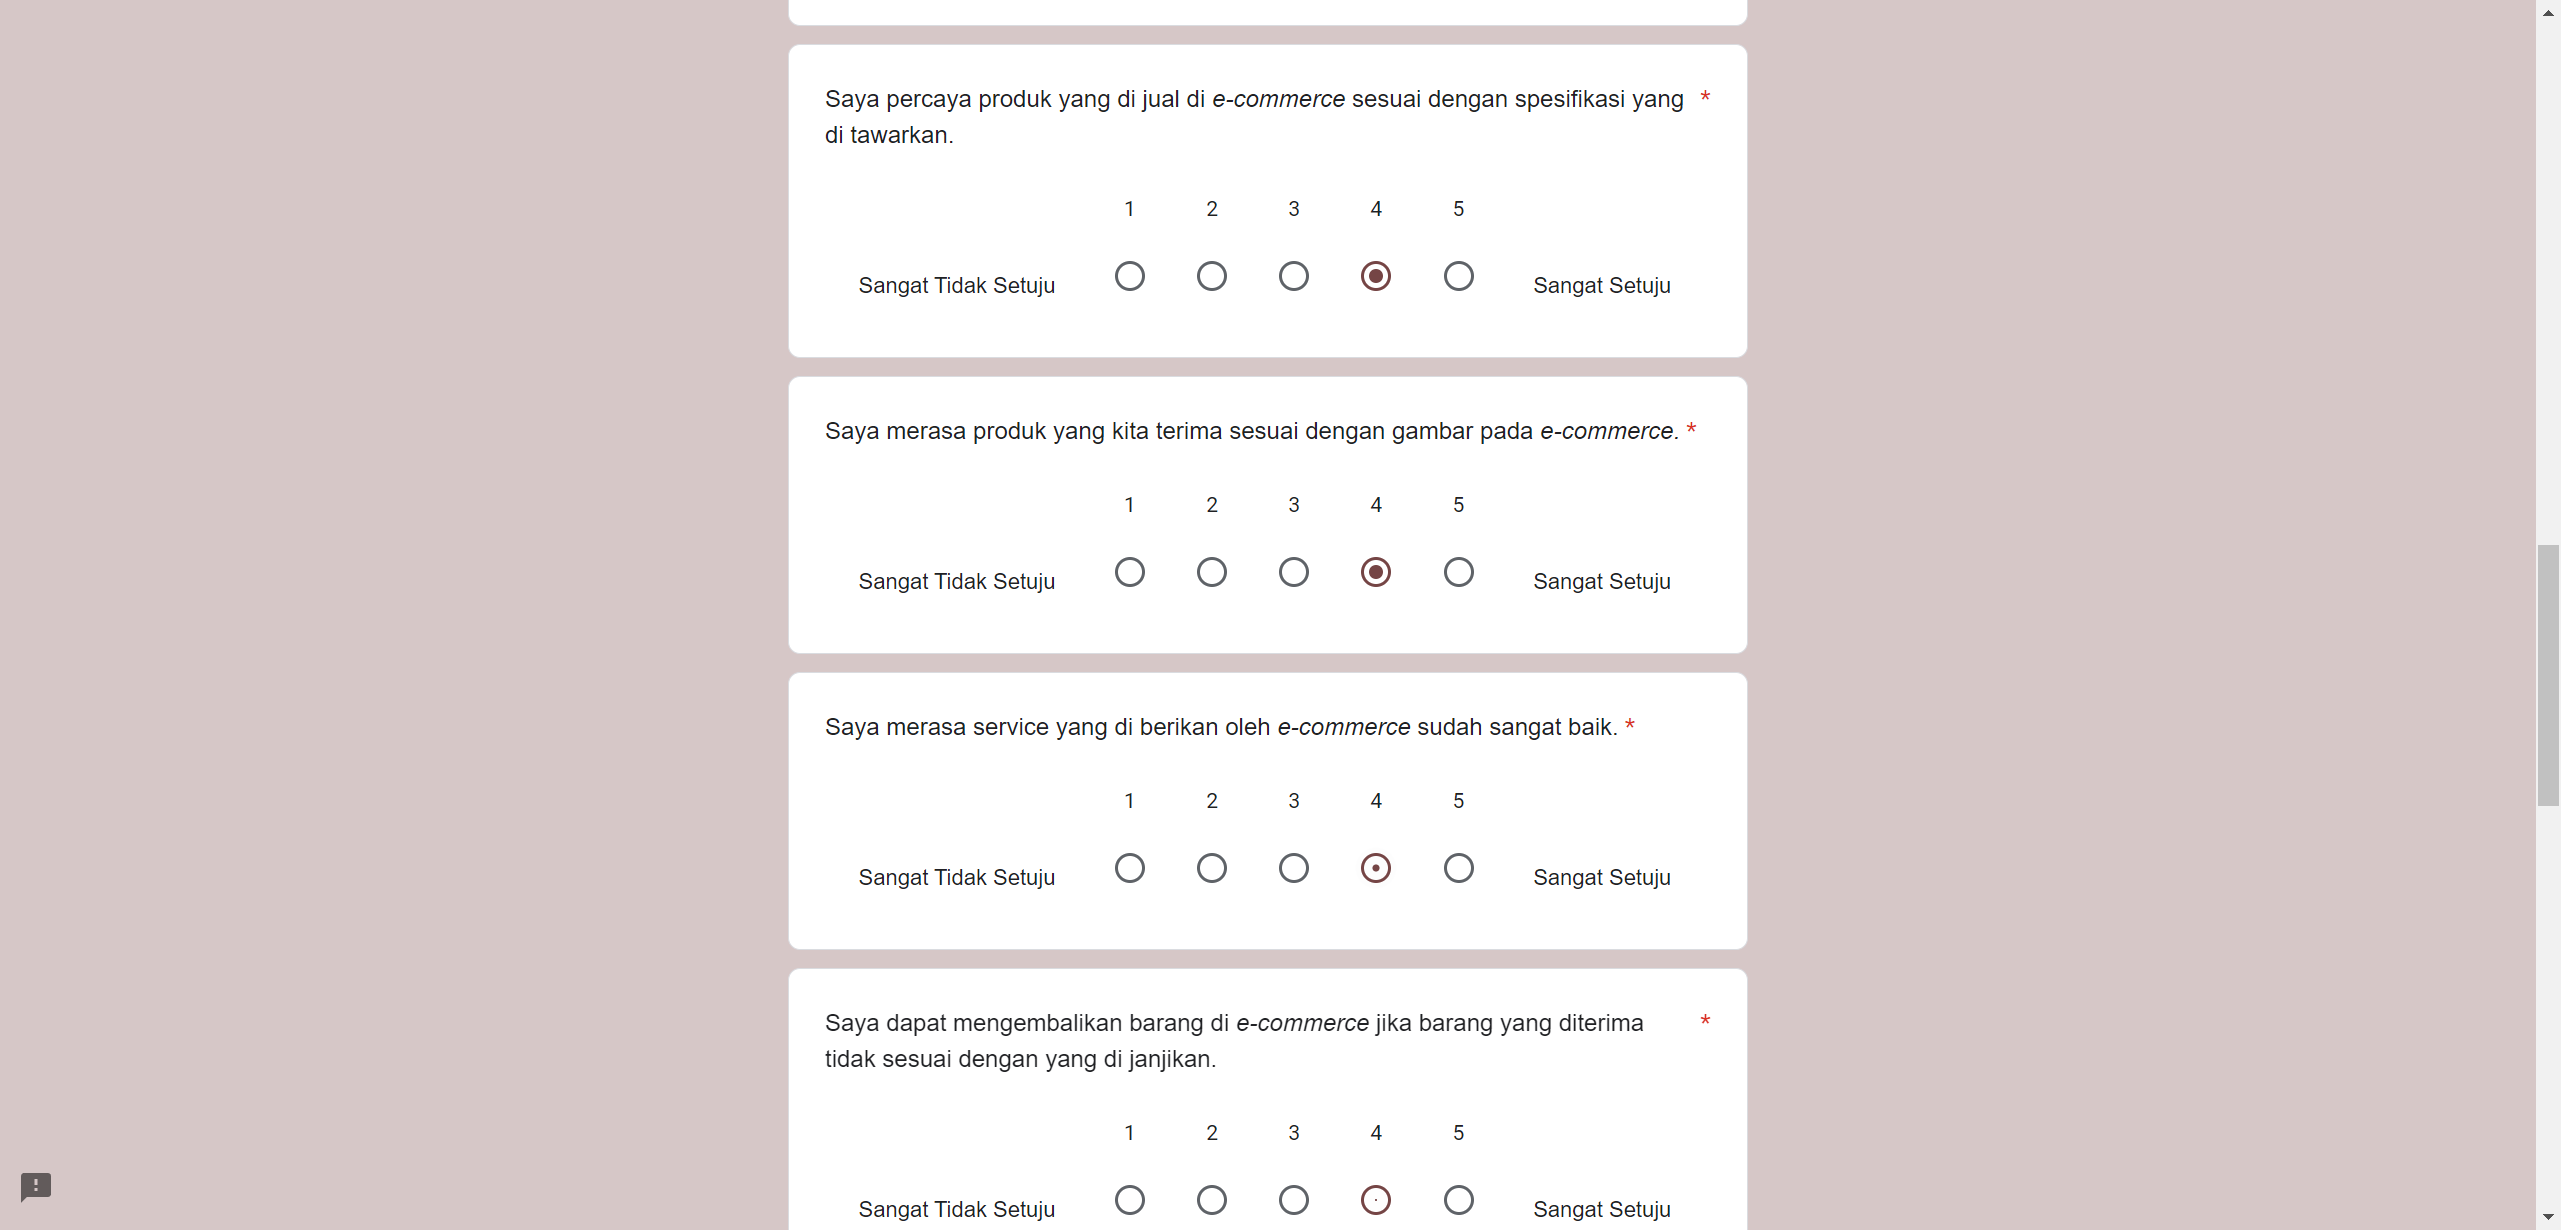 Saya percaya produk yang di jual di e-commerce sesuai dengan spesifikasi yang *
di tawarkan.
1 2 3 4 5
Sangat Tidak Setuju Sangat Setuju
Saya merasa produk yang kita terima sesuai dengan gambar pada e-commerce. *
1 2 3 4 5
Sangat Tidak Setuju Sangat Setuju
Saya merasa service yang di berikan oleh e-commerce sudah sangat baik. *
1 2 3 4 5
Sangat Tidak Setuju Sangat Setuju
Saya dapat mengembalikan barang di e-commerce jika barang yang diterima *
tidak sesuai dengan yang di janjikan.
1 2 3 4 5
Sangat Tidak Setuju Sangat Setuju